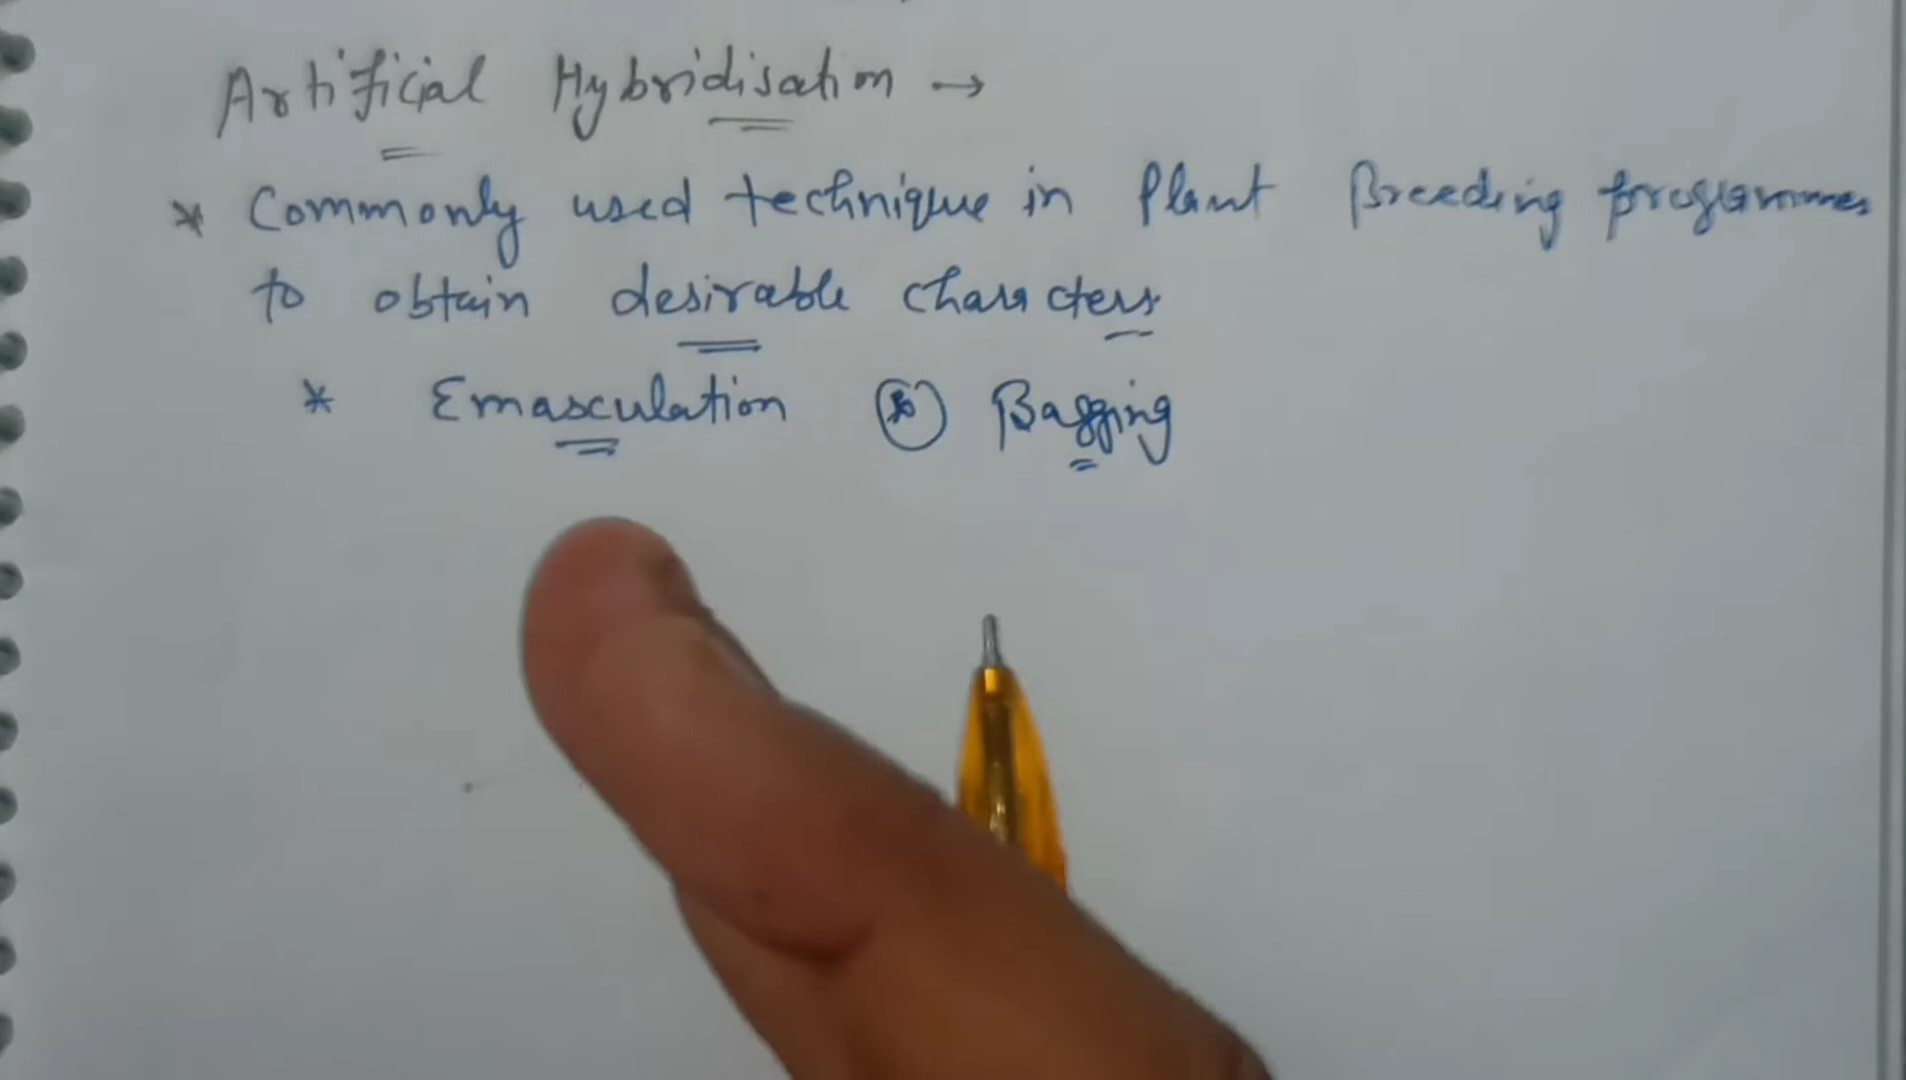 Artificial Hybridisation →
* Commonly used technique in Plant Breeding programmes
to obtain desirable characters
* Emasculation * Bagging